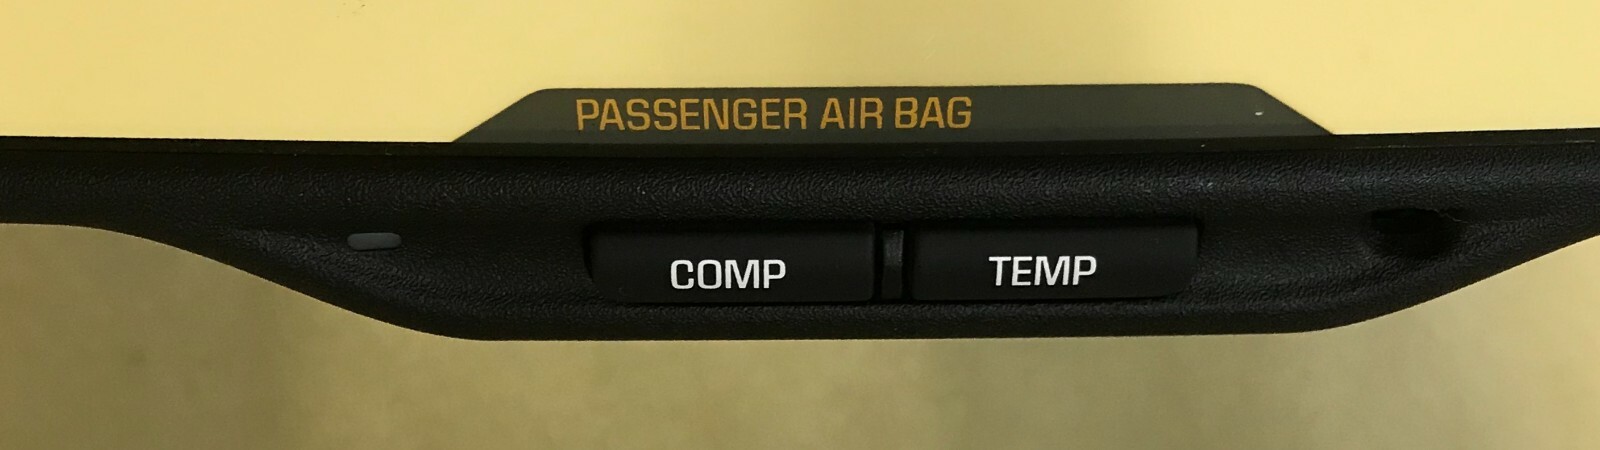 PASSENGER AIR BAG
COMP TEMP